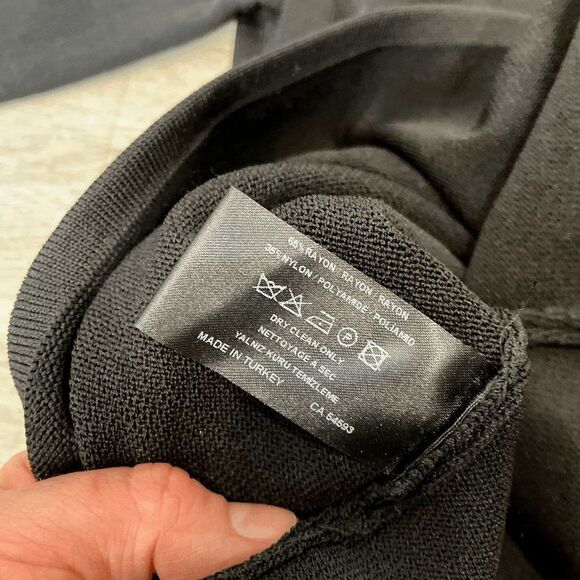 65% RAYON RAYON RAYON
35% NYLON / POLYAMIDE / POLIAMID
P
DRY CLEAN ONLY
NETTOYAGE A SEC
YALNIZ KURU TEMIZLEME
MADE IN TURKEY
CA 54693